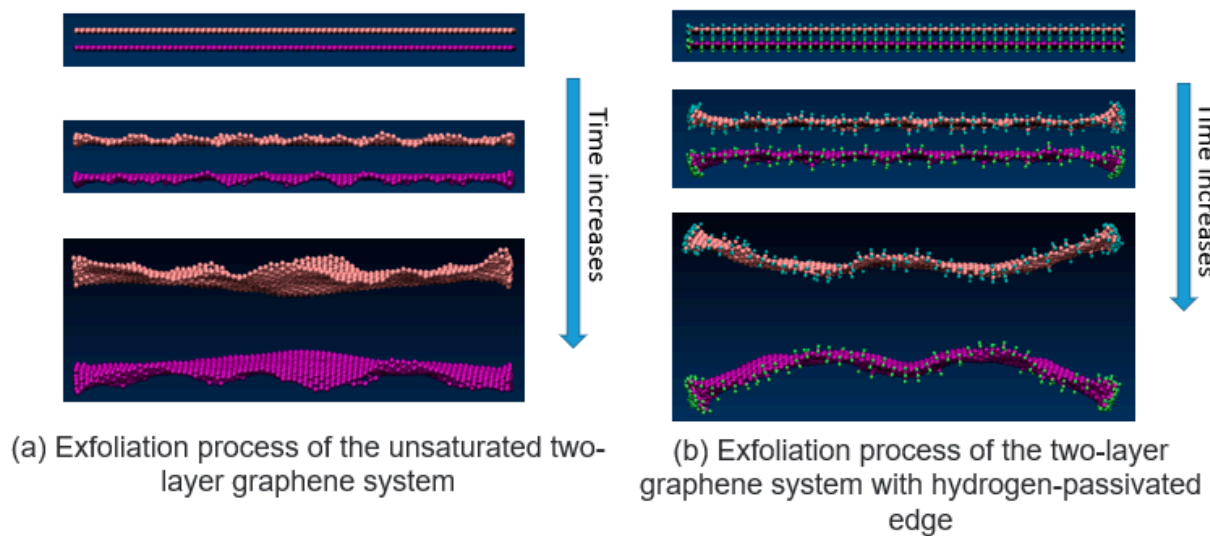 Time increases
Time increases
(a) Exfoliation process of the unsaturated two-
layer graphene system
(b) Exfoliation process of the two-layer
graphene system with hydrogen-passivated
edge